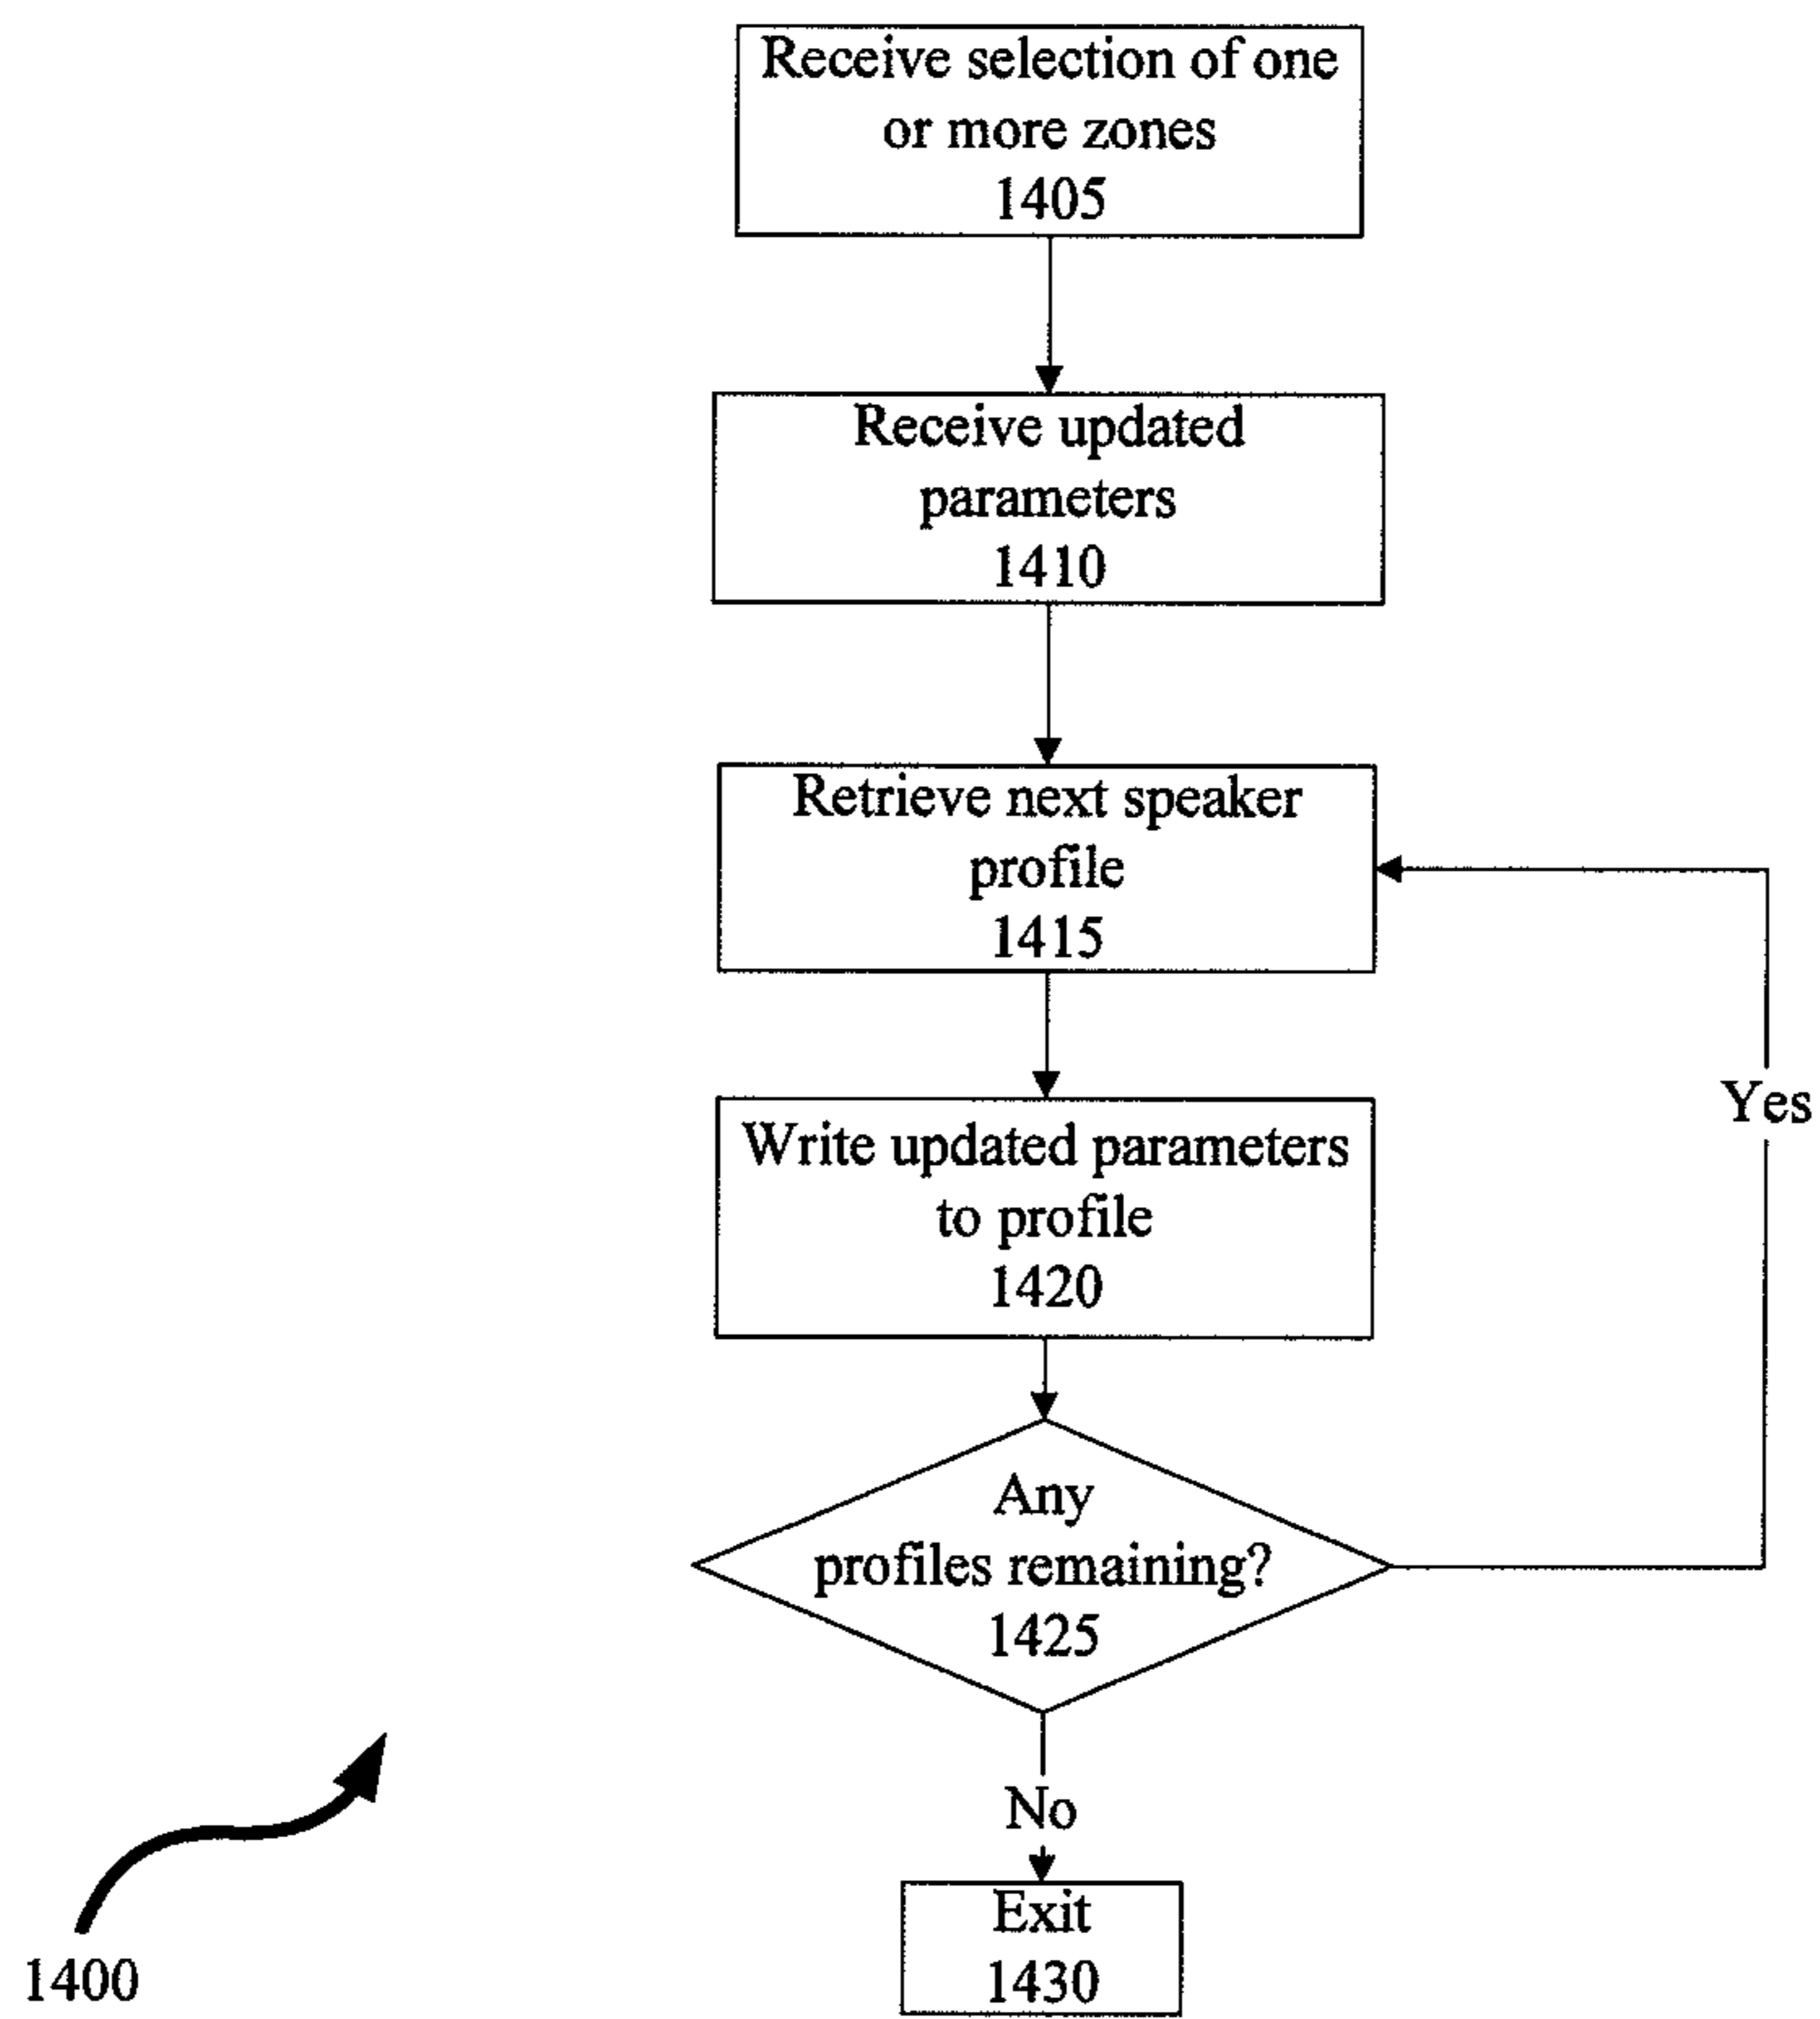 Receive selection of one
or more zones
1405
Receive updated
parameters
1410
Retrieve next speaker
profile
1415
Write updated parameters
to profile
1420
Any
profiles remaining?
1425
Yes
No
Exit
1430
1400